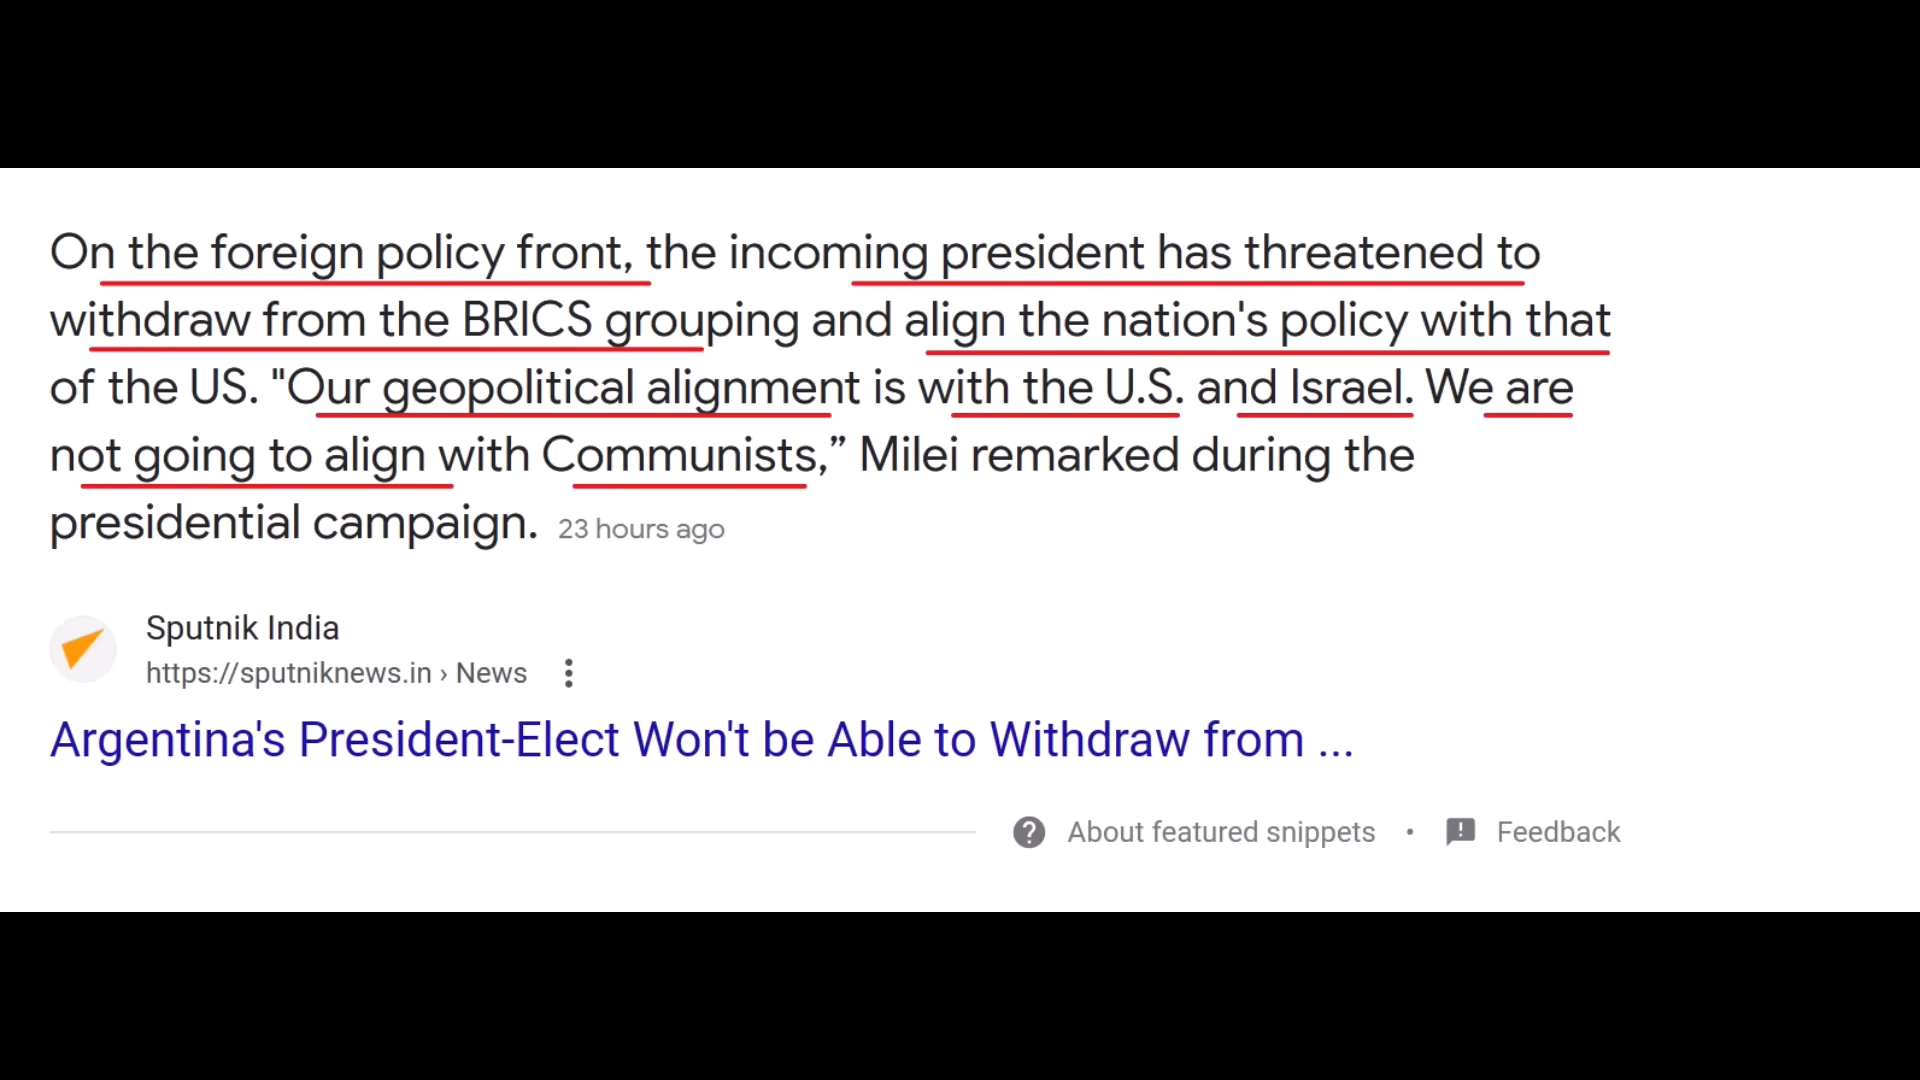 On the foreign policy front, the incoming president has threatened to
withdraw from the BRICS grouping and align the nation's policy with that
of the US. "Our geopolitical alignment is with the U.S. and Israel. We are
not going to align with Communists,” Milei remarked during the
presidential campaign. 23 hours ago
Sputnik India
https://sputniknews.in › News
Argentina's President-Elect Won't be Able to Withdraw from ...
About featured snippets • Feedback